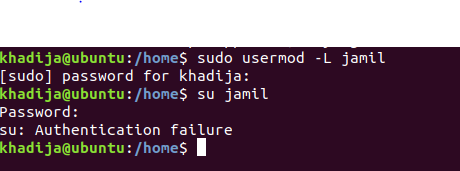 khadija@ubuntu:/home$ sudo usermod -L jamil
[sudo] password for khadija:
khadija@ubuntu:/home$ su jamil
Password:
su: Authentication failure
khadija@ubuntu:/home$